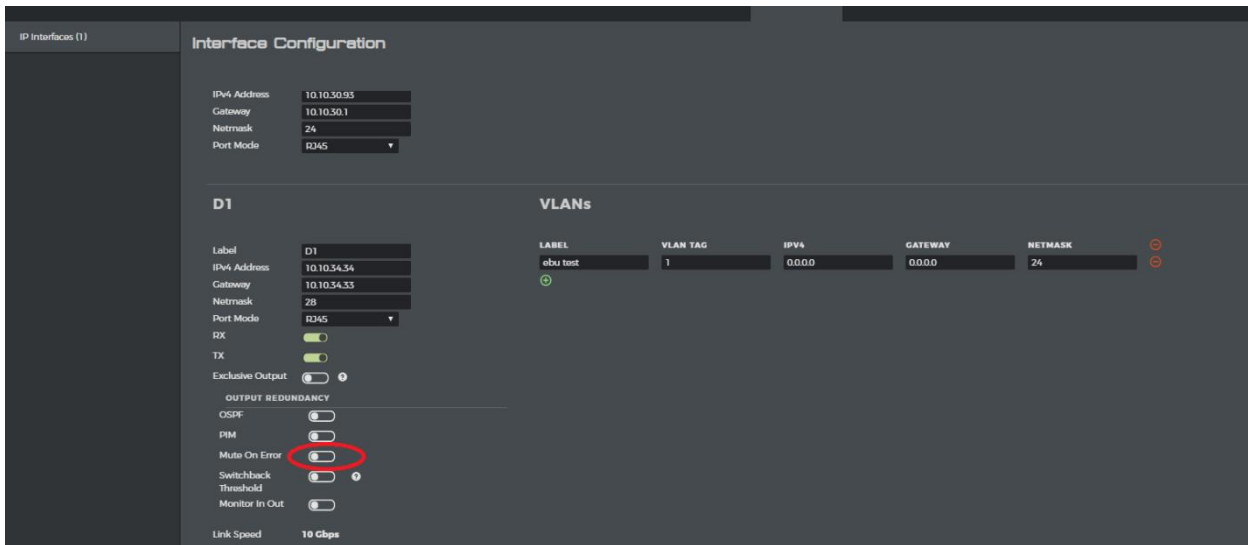 IP Interfaces (1)
Interface Configuration
IPv4 Address 10.10.30.93
Gateway 10.10.30.1
Netmask 24
Port Mode RJ45
D1
Label D1
IPv4 Address 10.10.34.34
Gateway 10.10.34.33
Netmask 28
Port Mode RJ45
RX
TX
Exclusive Output ?
OUTPUT REDUNDANCY
OSPF
PIM
Mute On Error
Switchback Threshold ?
Monitor In Out
Link Speed 10 Gbps
VLANs
LABEL VLAN TAG IPV4 GATEWAY NETMASK
ebu test 1 0.0.0.0 0.0.0.0 24